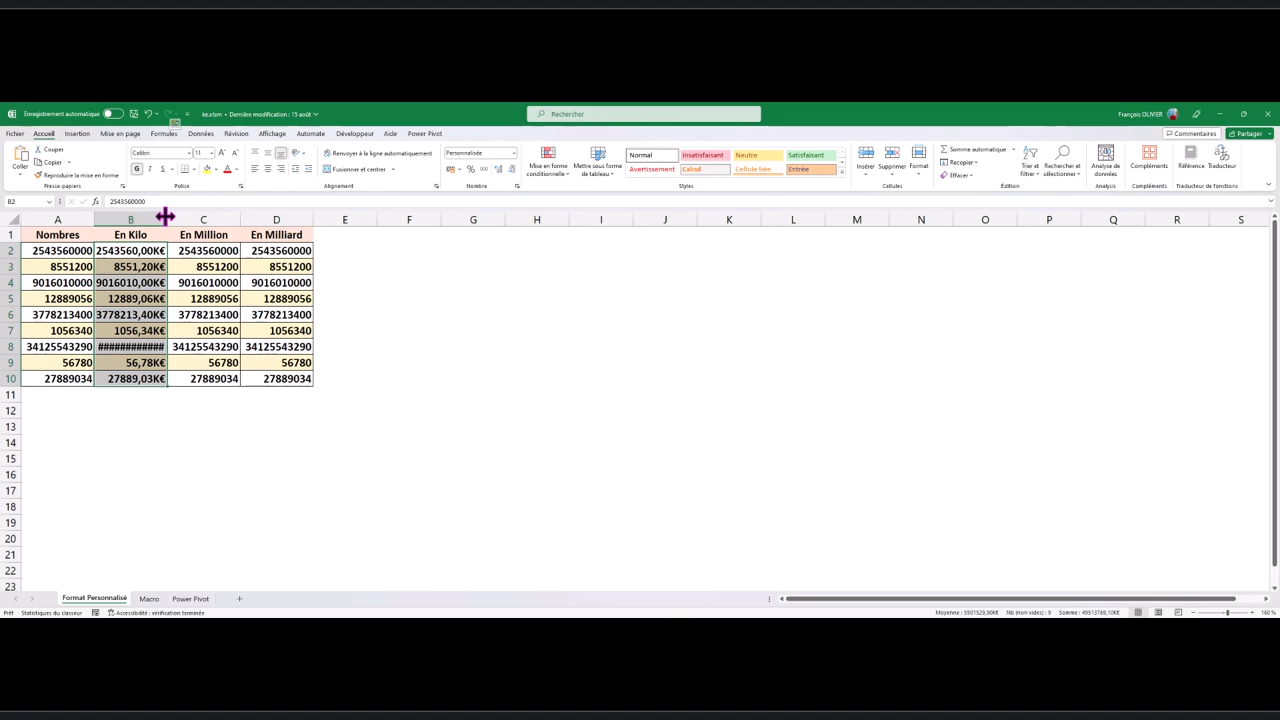 Enregistrement automatique
ke.xlsm • Dernière modification : 15 août
Rechercher
François OLIVIER
Fichier Accueil Insertion Mise en page Formules Données Révision Affichage Automate Développeur Aide Power Pivot
Commentaires Partager
Couper
Copier
Reproduire la mise en forme
Presse-papiers
Calibri 11
G I S
Police
Renvoyer à la ligne automatiquement
Fusionner et centrer
Alignement
Personnalisée
% 000
Nombre
Mise en forme conditionnelle
Mettre sous forme de tableau
Normal Insatisfaisant Neutre Satisfaisant
Avertissement Calcul Cellule liée Entrée
Styles
Insérer Supprimer Format
Cellules
Somme automatique
Recopier
Effacer
Trier et filtrer
Rechercher et sélectionner
Édition
Analyse de données
Analyse
Compléments
Compléments
Référence Traducteur
Traducteur de fonctions
B2 fx 2543560000
A B C D E F G H I J K L M N O P Q R S
1 Nombres En Kilo En Million En Milliard
2 2543560000 2543560,00K€ 2543560000 2543560000
3 8551200 8551,20K€ 8551200 8551200
4 9016010000 9016010,00K€ 9016010000 9016010000
5 12889056 12889,06K€ 12889056 12889056
6 3778213400 3778213,40K€ 3778213400 3778213400
7 1056340 1056,34K€ 1056340 1056340
8 34125543290 ############ 34125543290 34125543290
9 56780 56,78K€ 56780 56780
10 27889034 27889,03K€ 27889034 27889034
11
12
13
14
15
16
17
18
19
20
21
22
23
Format Personnalisé Macro Power Pivot
Prêt Statistiques du classeur Accessibilité : vérification terminée
Moyenne : 5501529,90K€ Nb (non vides) : 9 Somme : 49513769,10K€
160 %